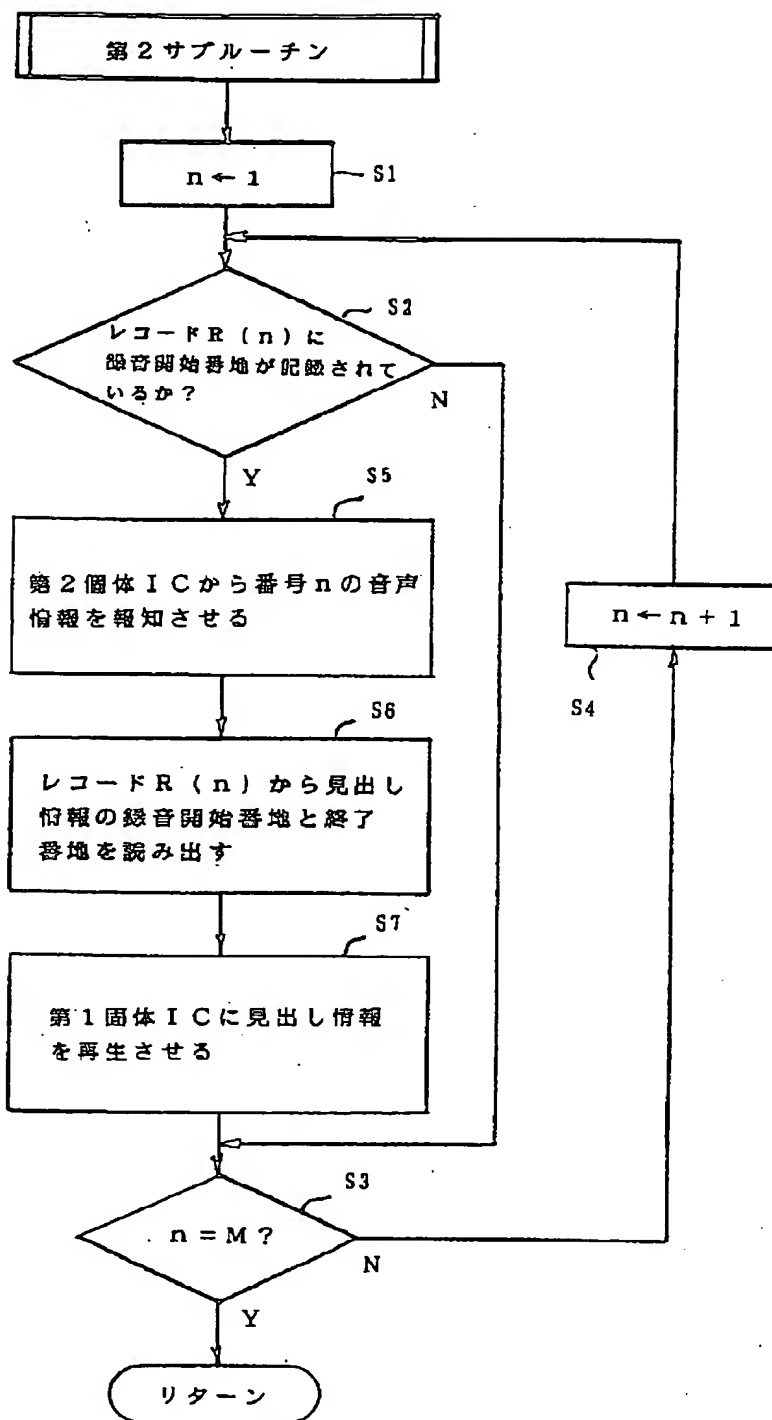 第2サブルーチン
n←1
S1
S2
レコードR(n)に
録音開始番地が記録されて
いるか?
N
Y
S5
第2個体ICから番号nの音声
情報を報知させる
n←n+1
S4
S6
レコードR(n)から見出し
情報の録音開始番地と終了
番地を読み出す
S7
第1固体ICに見出し情報
を再生させる
S3
n=M?
N
Y
リターン